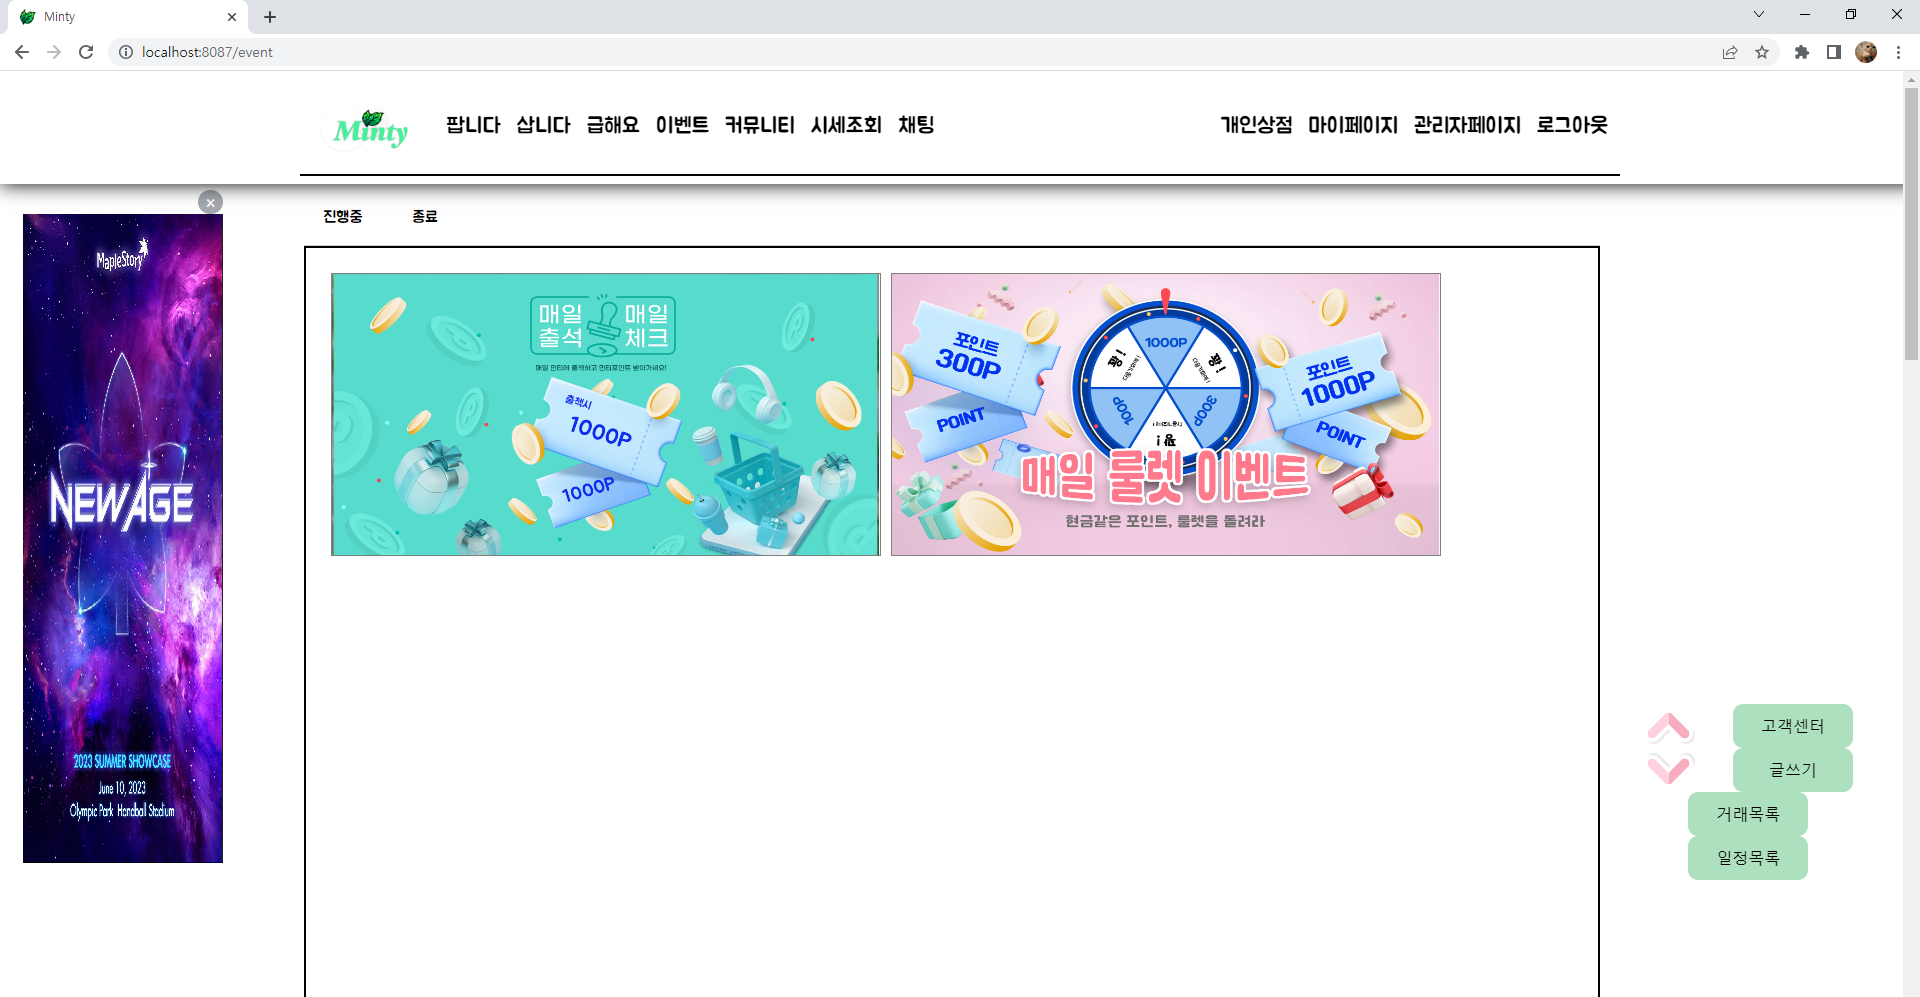 Minty
localhost:8087/event
Minty
팝니다 삽니다 급해요 이벤트 커뮤니티 시세조회 채팅
개인상점 마이페이지 관리자페이지 로그아웃
진행중 종료
MapleStory
NEW AGE
2023 SUMMER SHOWCASE
June 10, 2023
Olympic Park Handball Stadium
매일 매일
출석 체크
매일 민티에 출석하고 민티포인트 받아가세요!
출첵시
1000P
1000P
포인트
300P
POINT
1000P
꽝!
꽝!
100P
300P
꽝!
포인트
1000P
POINT
매일 룰렛 이벤트
현금같은 포인트, 룰렛을 돌려라
고객센터
글쓰기
거래목록
일정목록